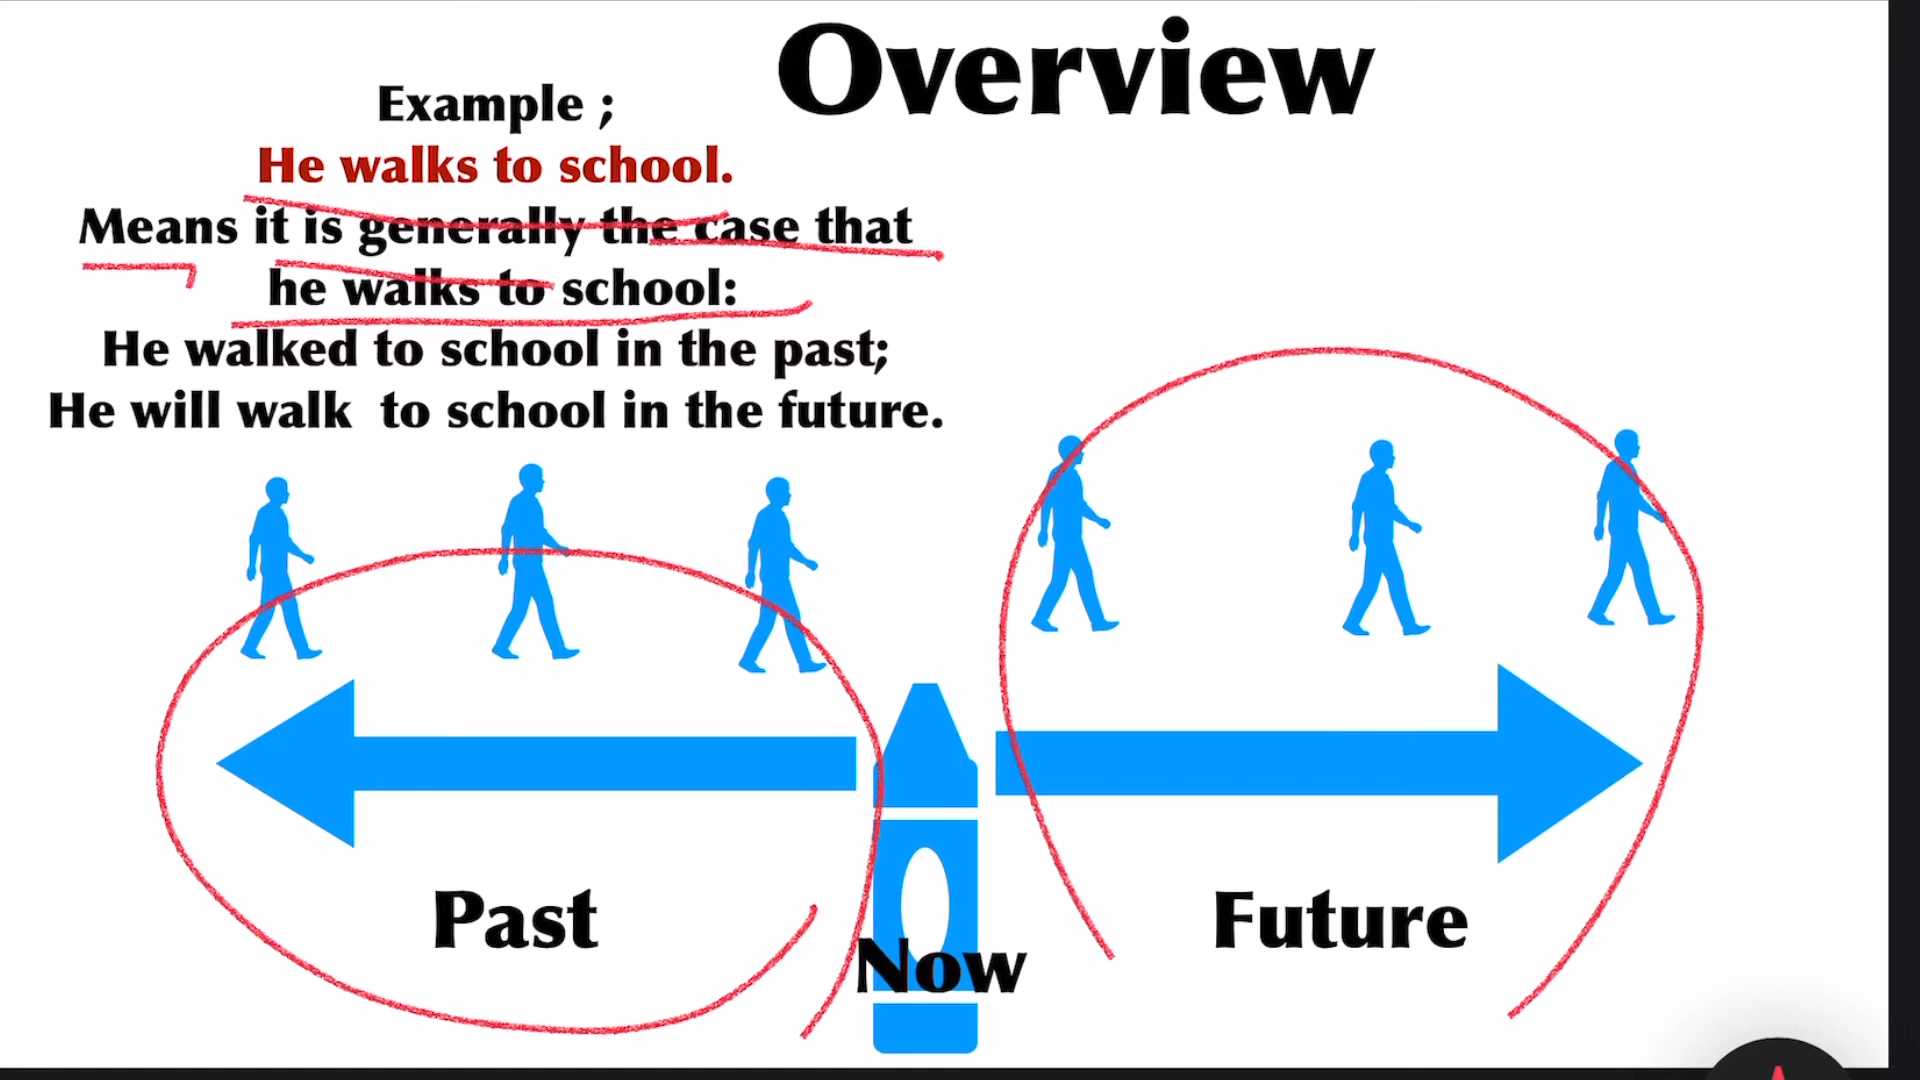 Overview
Example ;
He walks to school.
Means it is generally the case that
he walks to school:
He walked to school in the past;
He will walk to school in the future.
Past
Now
Future